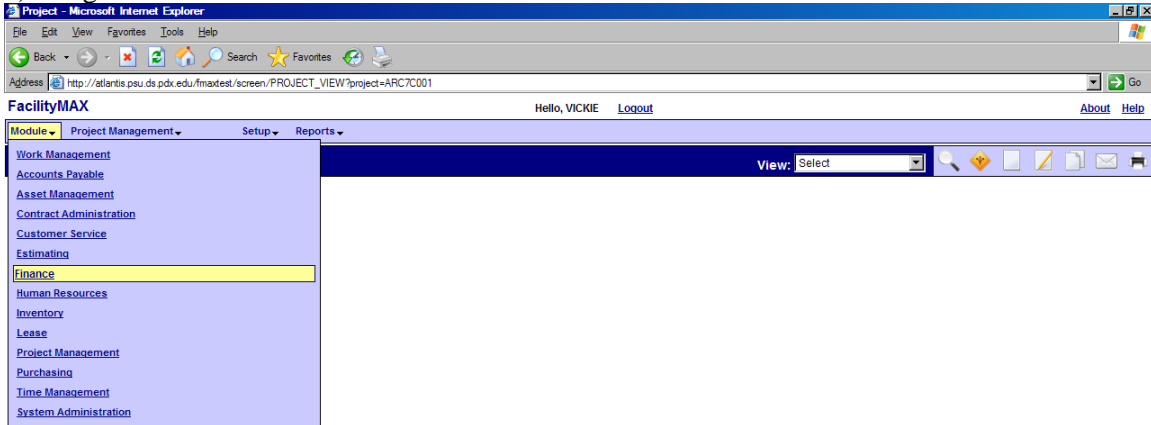 Project - Microsoft Internet Explorer
File Edit View Favorites Tools Help
Back Search Favorites
Address http://atlantis.psu.ds.pdx.edu/fmaxtest/screen/PROJECT_VIEW?project=ARC7C001 Go
FacilityMAX Hello, VICKIE Logout About Help
Module Project Management Setup Reports
View: Select
Work Management
Accounts Payable
Asset Management
Contract Administration
Customer Service
Estimating
Finance
Human Resources
Inventory
Lease
Project Management
Purchasing
Time Management
System Administration